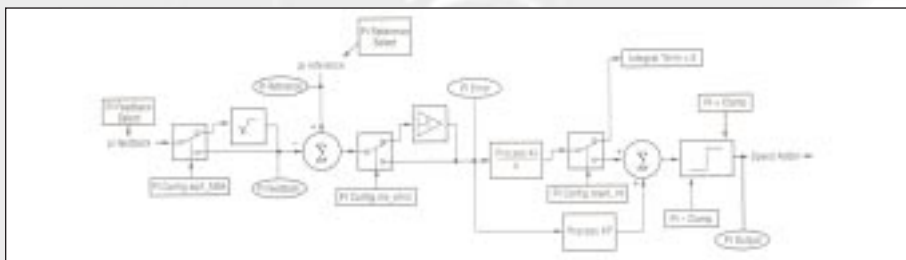 PI Reference
Select
pi reference
PI Reference
PI Feedback
Select
pi feedback
PI Feedback
Σ
PI Config.
PI Config.inv_error
PI Error
Process Ki
PI Config.reset_int
Integral Term = 0
Σ
Process KP
PI + Clamp
PI - Clamp
Speed Adder
PI Output